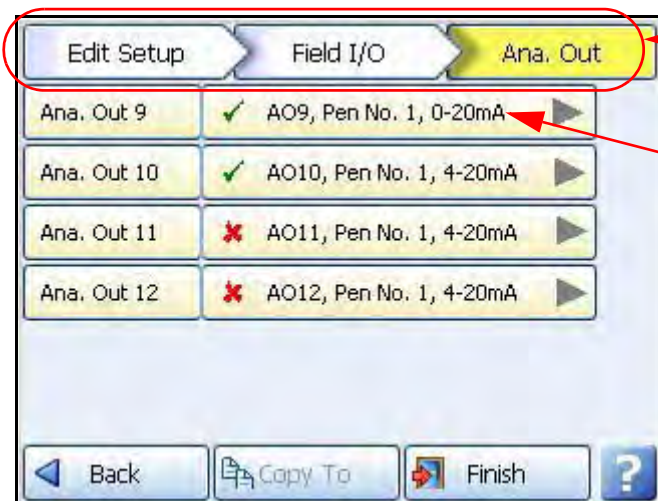 Edit Setup
Field I/O
Ana. Out
Ana. Out 9
AO9, Pen No. 1, 0-20mA
Ana. Out 10
AO10, Pen No. 1, 4-20mA
Ana. Out 11
AO11, Pen No. 1, 4-20mA
Ana. Out 12
AO12, Pen No. 1, 4-20mA
Back
Copy To
Finish
?